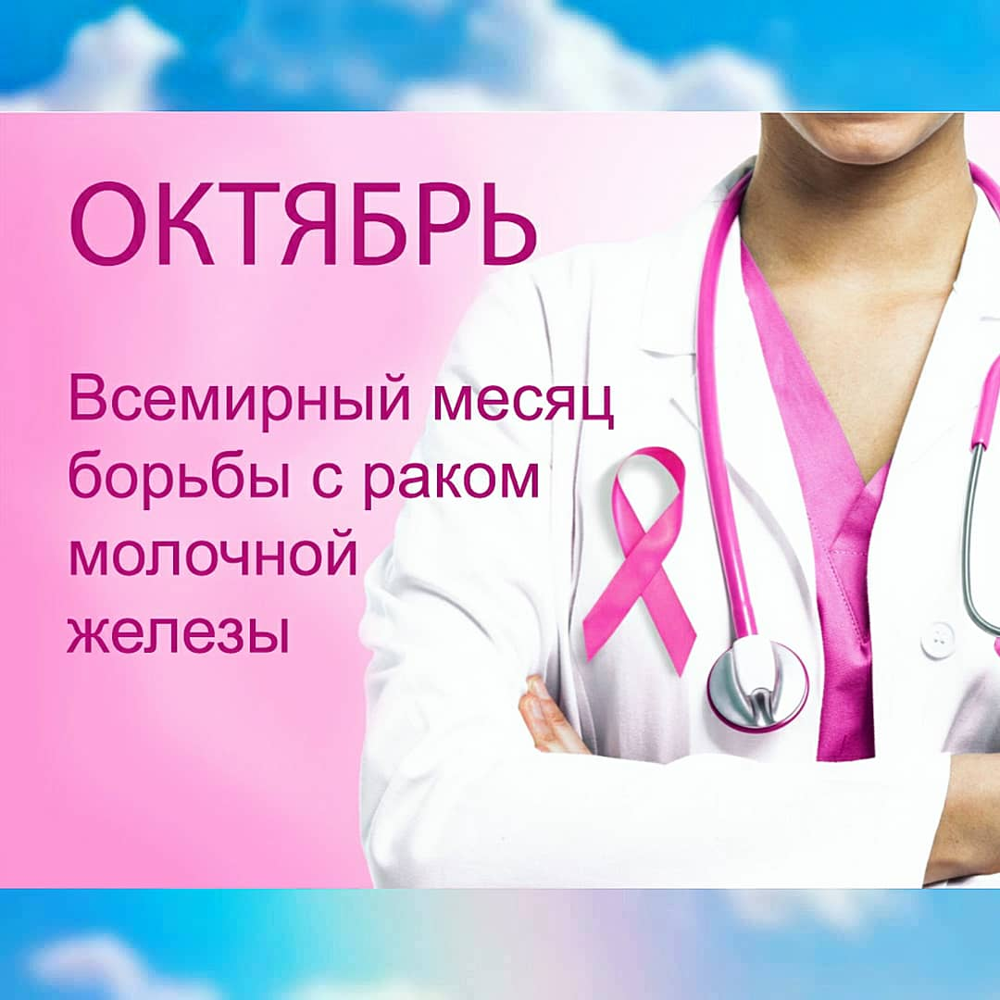 ОКТЯБРЬ
Всемирный месяц
борьбы с раком
молочной
железы